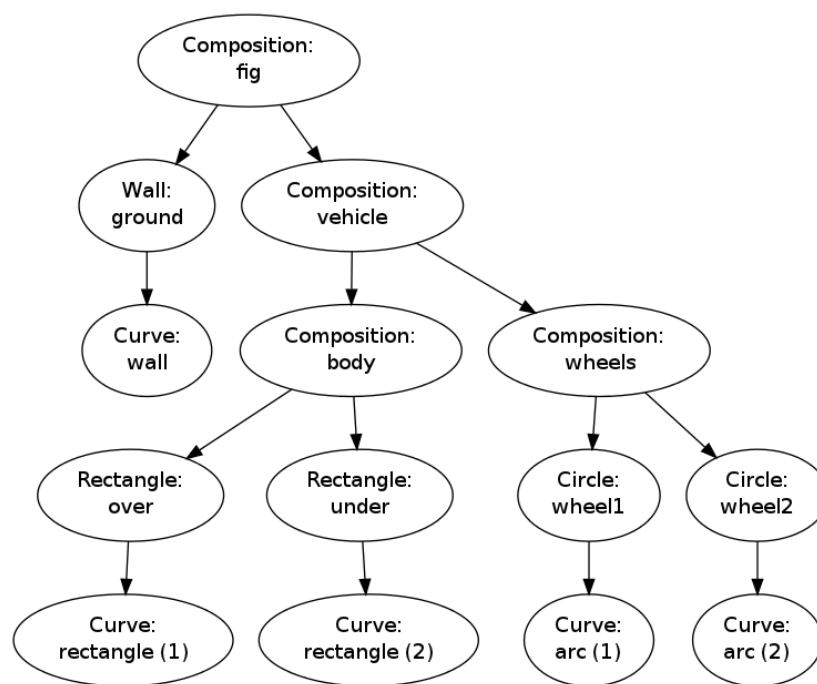 Composition:
fig
Wall:
ground
Composition:
vehicle
Curve:
wall
Composition:
body
Composition:
wheels
Rectangle:
over
Rectangle:
under
Circle:
wheel1
Circle:
wheel2
Curve:
rectangle (1)
Curve:
rectangle (2)
Curve:
arc (1)
Curve:
arc (2)